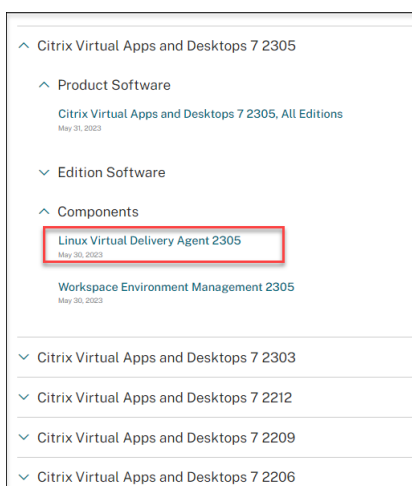 Citrix Virtual Apps and Desktops 7 2305
Product Software
Citrix Virtual Apps and Desktops 7 2305, All Editions
May 31, 2023
Edition Software
Components
Linux Virtual Delivery Agent 2305
May 30, 2023
Workspace Environment Management 2305
May 30, 2023
Citrix Virtual Apps and Desktops 7 2303
Citrix Virtual Apps and Desktops 7 2212
Citrix Virtual Apps and Desktops 7 2209
Citrix Virtual Apps and Desktops 7 2206